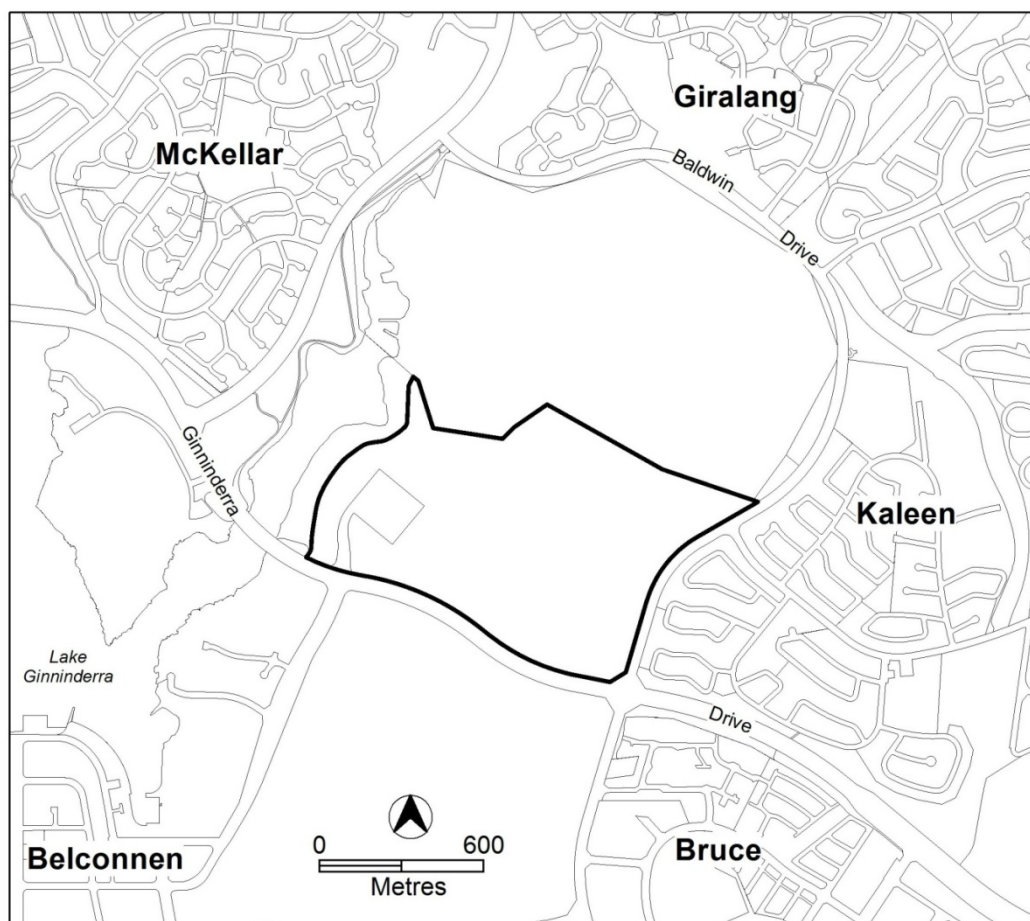 Giralang
McKellar
Baldwin
Drive
Ginninderra
Kaleen
Lake
Ginninderra
Drive
0 600
Metres
Belconnen
Bruce